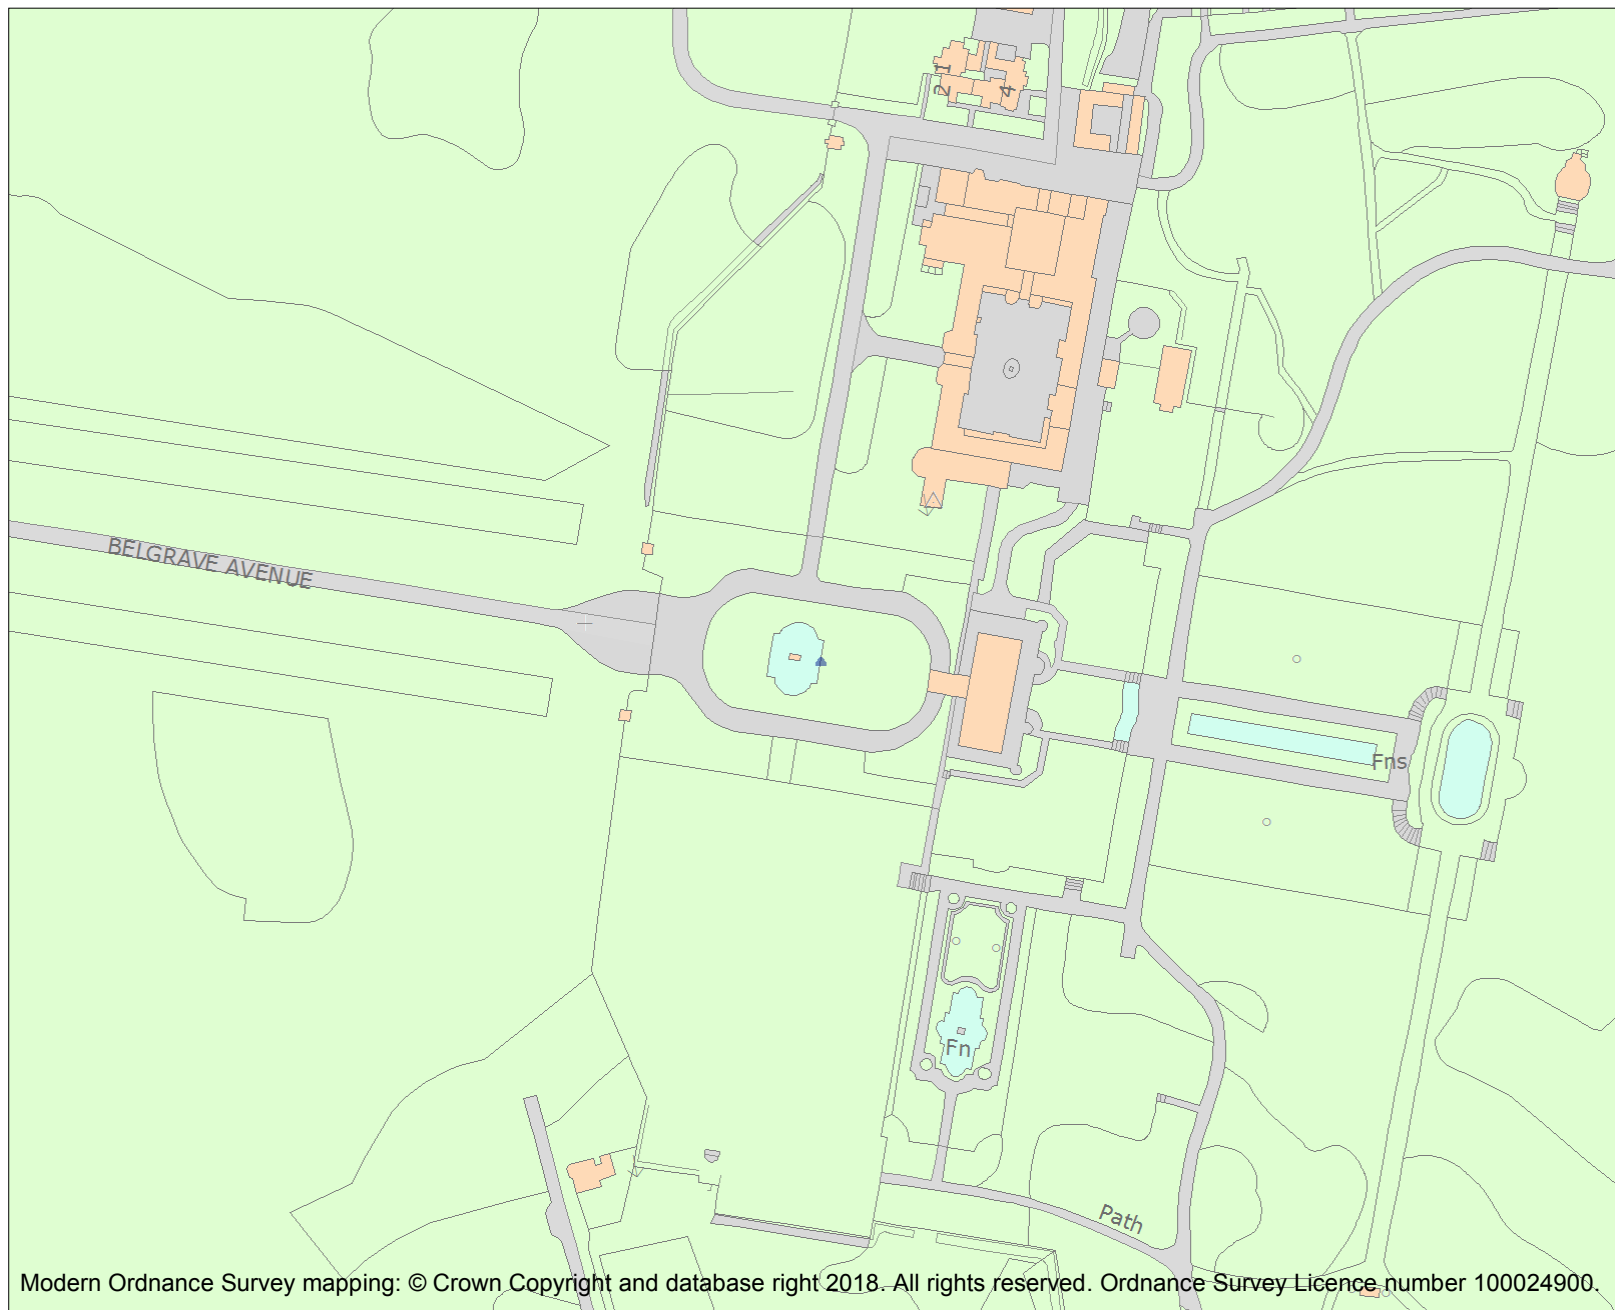 1
2
4
BELGRAVE AVENUE
Fns
Fn
Path
Modern Ordnance Survey mapping: © Crown Copyright and database right 2018. All rights reserved. Ordnance Survey Licence number 100024900.